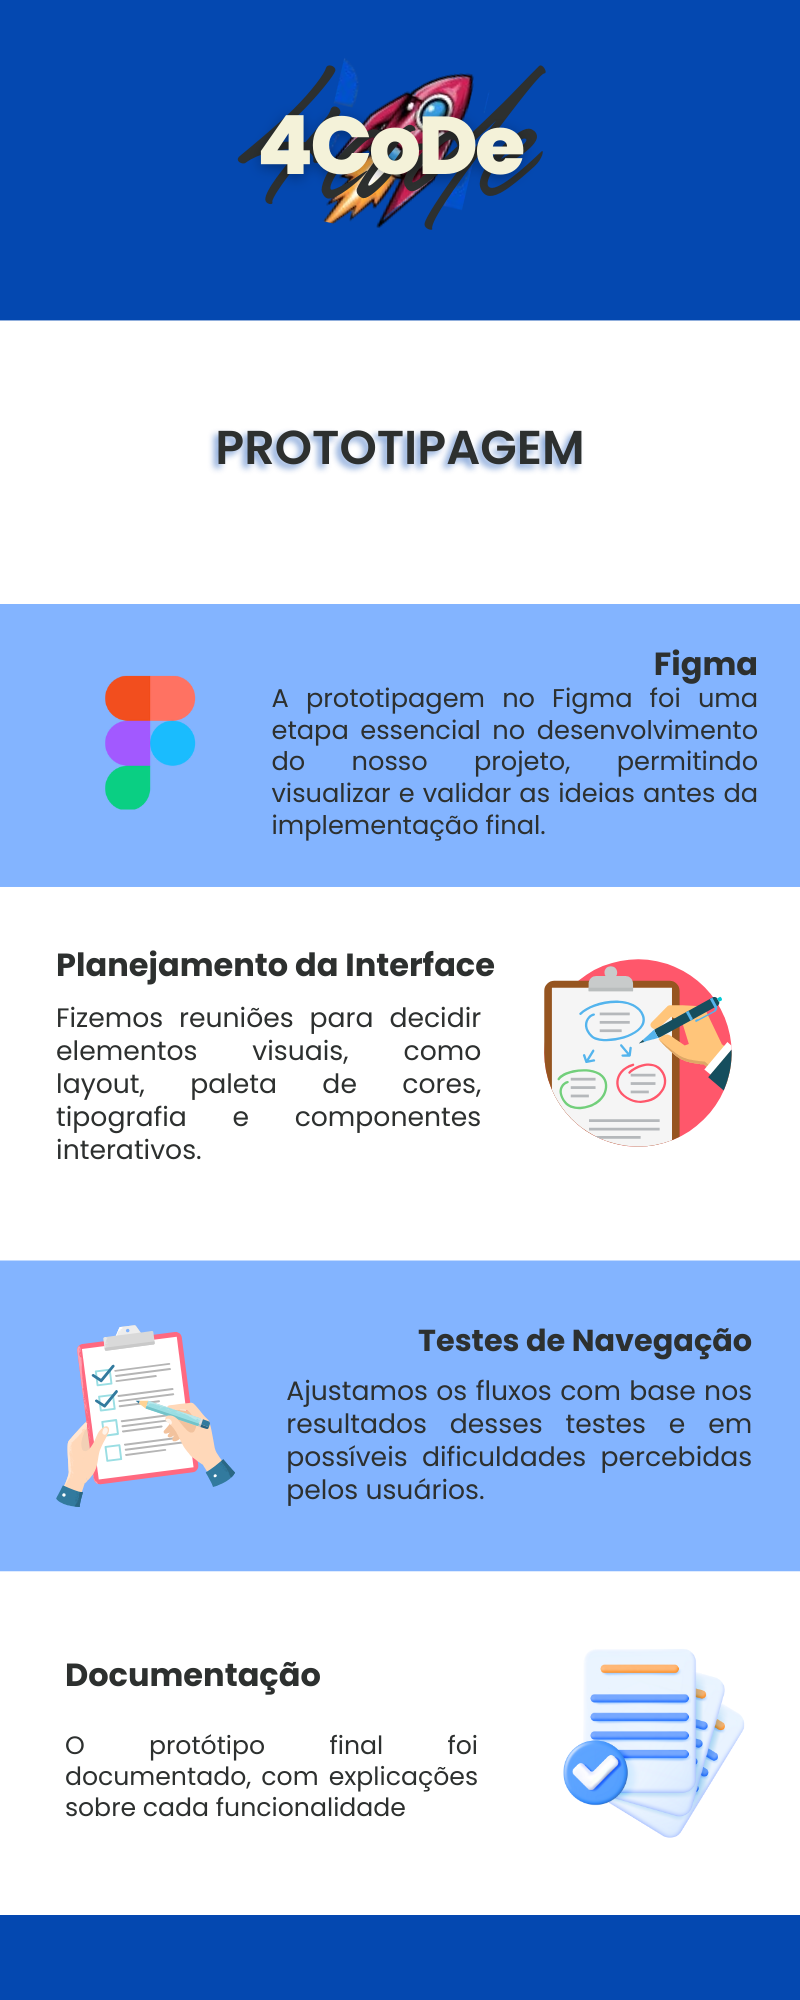 4CoDe
PROTOTIPAGEM
Figma
A prototipagem no Figma foi uma
etapa essencial no desenvolvimento
do nosso projeto, permitindo
visualizar e validar as ideias antes da
implementação final.
Planejamento da Interface
Fizemos reuniões para decidir
elementos visuais, como
layout, paleta de cores,
tipografia e componentes
interativos.
Testes de Navegação
Ajustamos os fluxos com base nos
resultados desses testes e em
possíveis dificuldades percebidas
pelos usuários.
Documentação
O protótipo final foi
documentado, com explicações
sobre cada funcionalidade